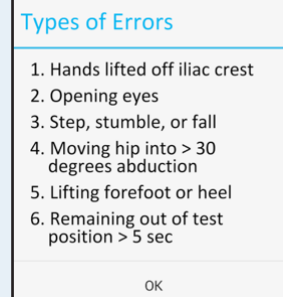 Types of Errors
1. Hands lifted off iliac crest
2. Opening eyes
3. Step, stumble, or fall
4. Moving hip into > 30
degrees abduction
5. Lifting forefoot or heel
6. Remaining out of test
position > 5 sec
OK